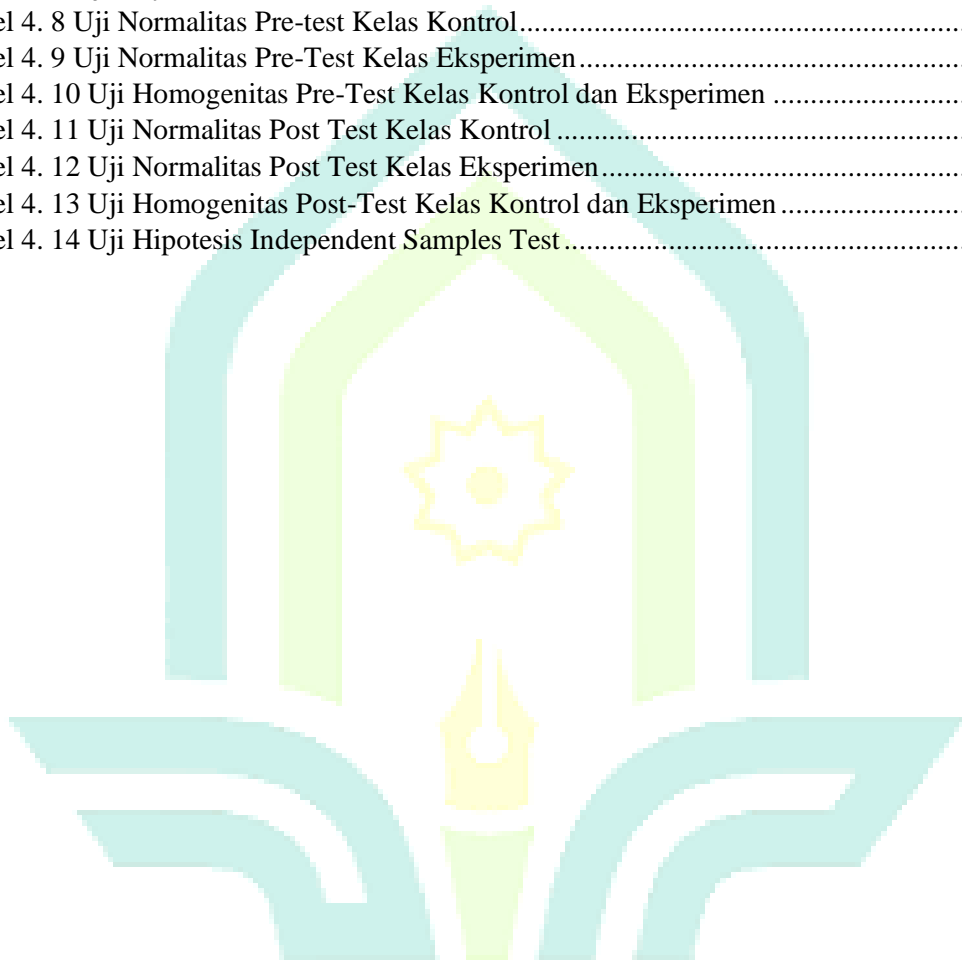 el 4. 8 Uji Normalitas Pre-test Kelas Kontrol
el 4. 9 Uji Normalitas Pre-Test Kelas Eksperimen
el 4. 10 Uji Homogenitas Pre-Test Kelas Kontrol dan Eksperimen
el 4. 11 Uji Normalitas Post Test Kelas Kontrol
el 4. 12 Uji Normalitas Post Test Kelas Eksperimen
el 4. 13 Uji Homogenitas Post-Test Kelas Kontrol dan Eksperimen
el 4. 14 Uji Hipotesis Independent Samples Test